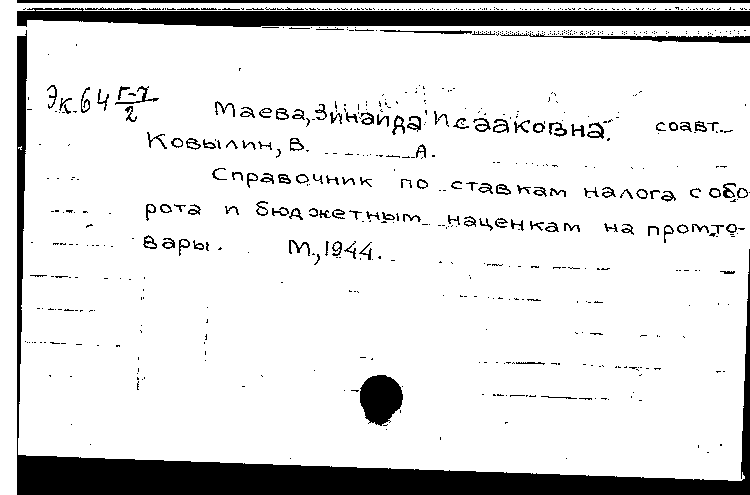 Эк.64 Г-7/2
Маева, Зинаида Исааковна. соавт.
Ковылин, В. А.
Справочник по ставкам налога с обо-
рота и бюджетным наценкам на промто-
вары. М., 1944.